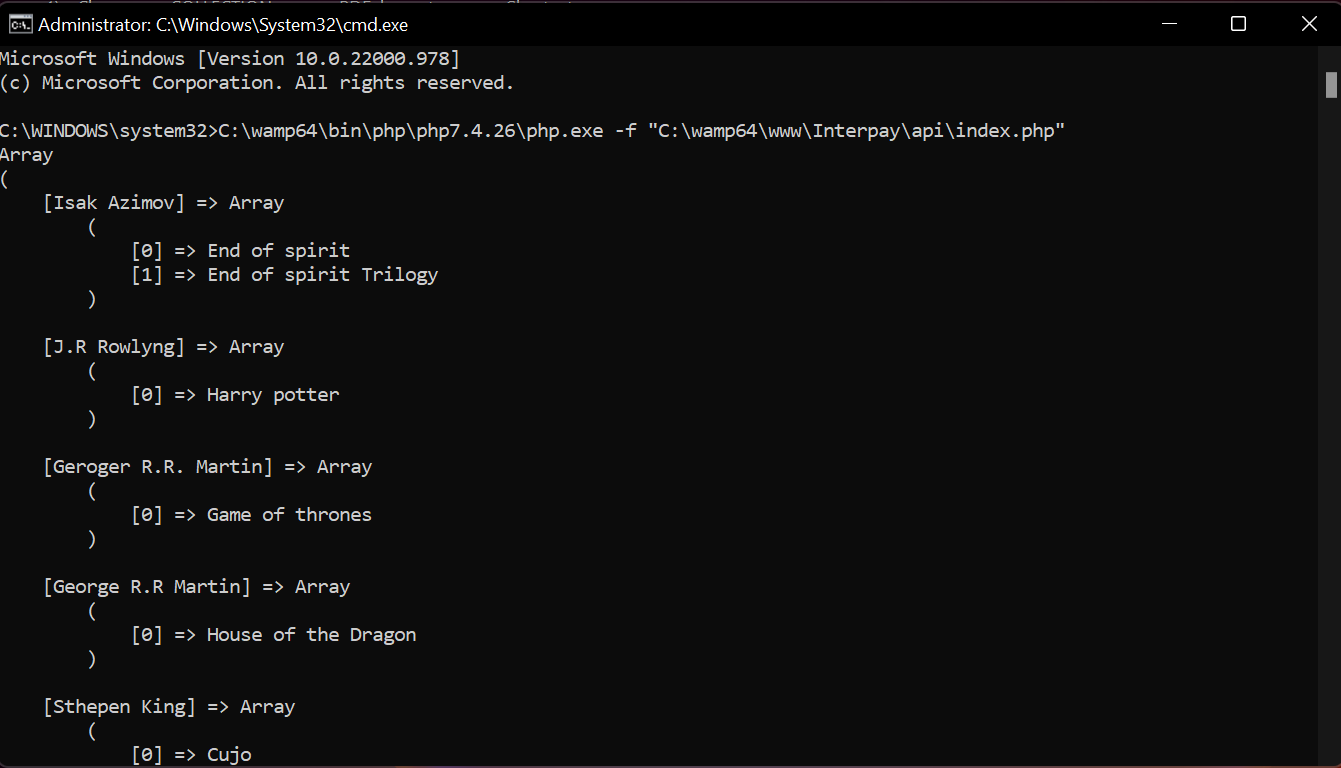 Administrator: C:\Windows\System32\cmd.exe
Microsoft Windows [Version 10.0.22000.978]
(c) Microsoft Corporation. All rights reserved.
C:\WINDOWS\system32>C:\wamp64\bin\php\php7.4.26\php.exe -f "C:\wamp64\www\Interpay\api\index.php"
Array
(
    [Isak Azimov] => Array
        (
            [0] => End of spirit
            [1] => End of spirit Trilogy
        )
    [J.R Rowlyng] => Array
        (
            [0] => Harry potter
        )
    [Geroger R.R. Martin] => Array
        (
            [0] => Game of thrones
        )
    [George R.R Martin] => Array
        (
            [0] => House of the Dragon
        )
    [Sthepen King] => Array
        (
            [0] => Cujo